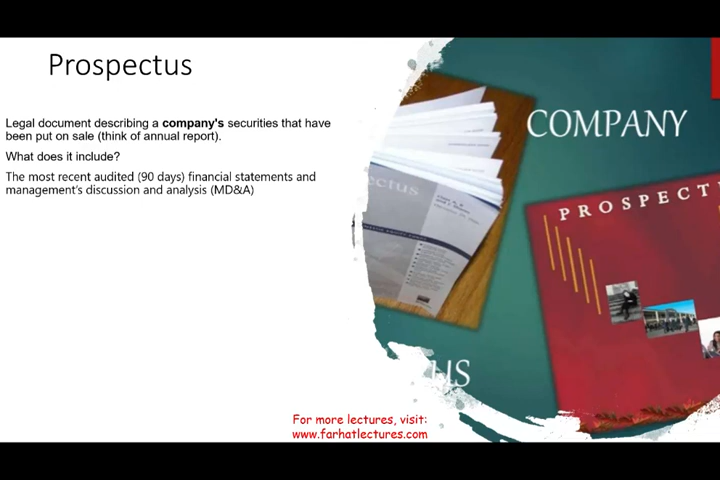 Prospectus
Legal document describing a company's securities that have
been put on sale (think of annual report).
What does it include?
The most recent audited (90 days) financial statements and
management's discussion and analysis (MD&A)
COMPANY
PROSPECT
ectus
US
For more lectures, visit:
www.farhatlectures.com